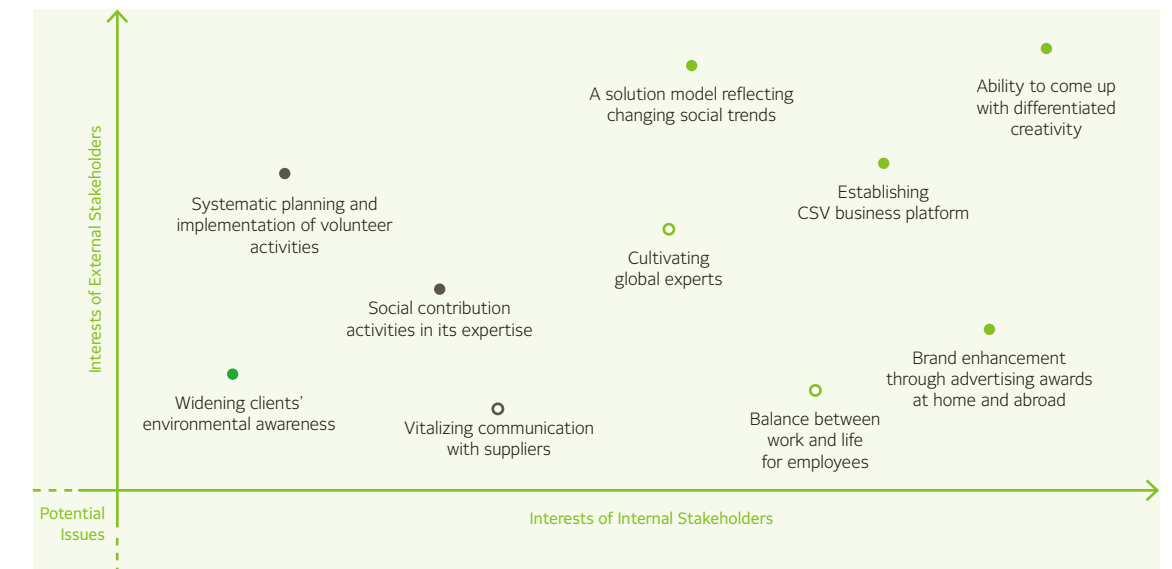 Interests of External Stakeholders
A solution model reflecting
changing social trends
Ability to come up
with differentiated
creativity
Systematic planning and
implementation of volunteer
activities
Establishing
CSV business platform
Cultivating
global experts
Social contribution
activities in its expertise
Brand enhancement
through advertising awards
at home and abroad
Widening clients’
environmental awareness
Vitalizing communication
with suppliers
Balance between
work and life
for employees
Potential
Issues
Interests of Internal Stakeholders